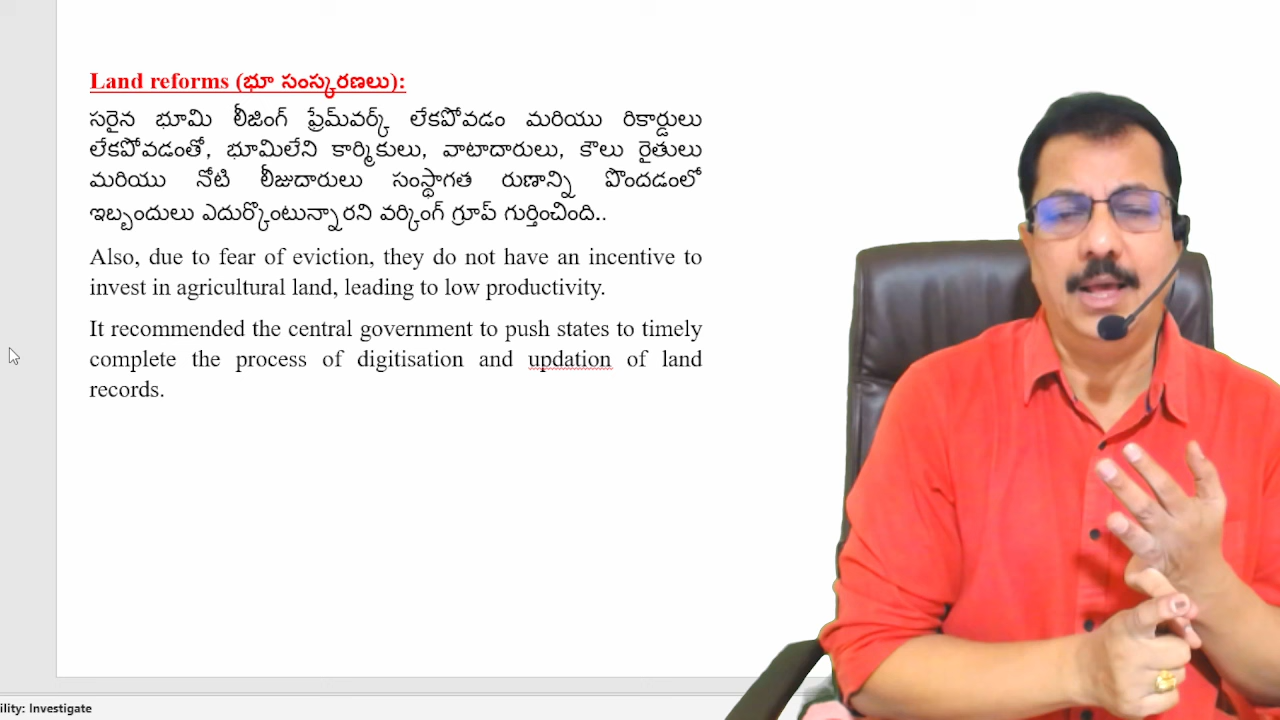 Land reforms (భూ సంస్కరణలు):
సరైన భూమి లీజింగ్ ఫ్రేమ్‌వర్క్ లేకపోవడం మరియు రికార్డులు
లేకపోవడంతో, భూమిలేని కార్మికులు, వాటాదారులు, కౌలు రైతులు
మరియు నోటి లీజుదారులు సంస్థాగత రుణాన్ని పొందడంలో
ఇబ్బందులు ఎదుర్కొంటున్నారని వర్కింగ్ గ్రూప్ గుర్తించింది..
Also, due to fear of eviction, they do not have an incentive to
invest in agricultural land, leading to low productivity.
It recommended the central government to push states to timely
complete the process of digitisation and updation of land
records.
ility: Investigate